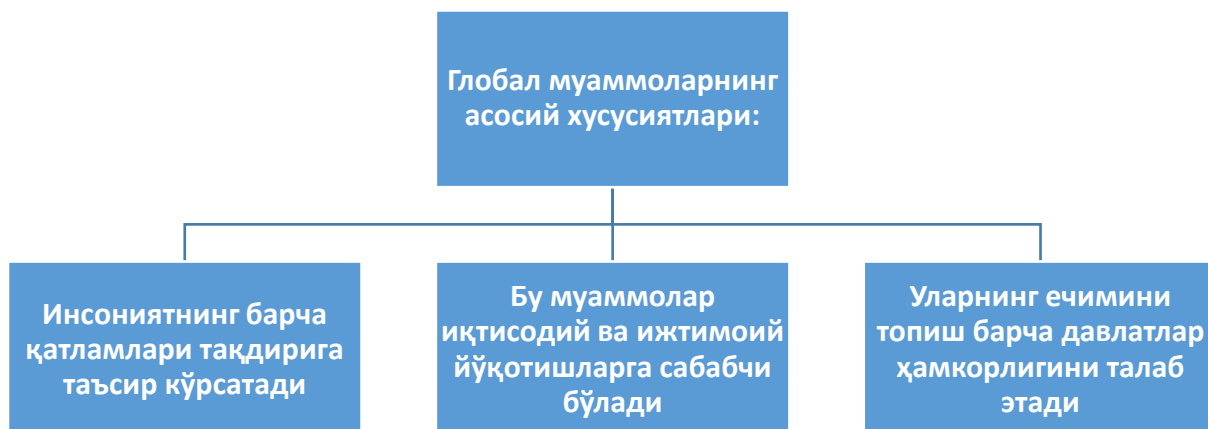 Глобал муаммоларнинг
асосий хусусиятлари:
Инсониятнинг барча
қатламлари тақдирига
таъсир кўрсатади
Бу муаммолар
иқтисодий ва ижтимоий
йўқотишларга сабабчи
бўлади
Уларнинг ечимини
топиш барча давлатлар
ҳамкорлигини талаб
этади